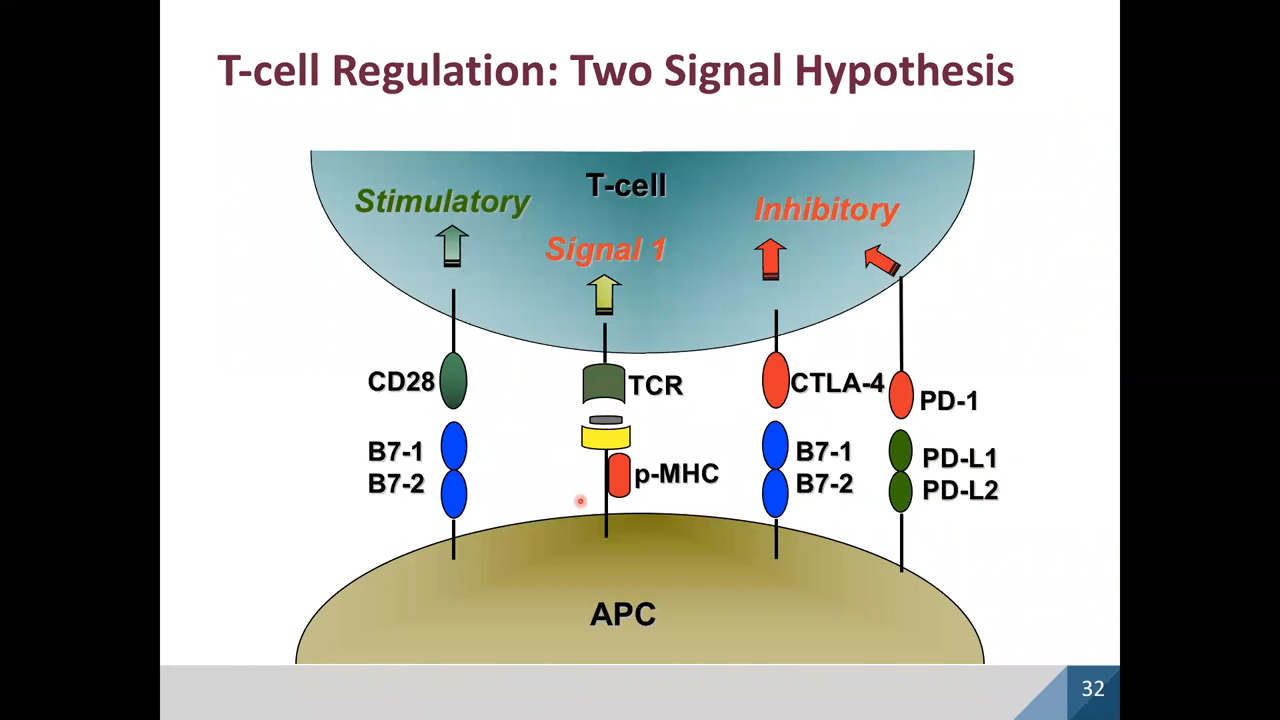 T-cell Regulation: Two Signal Hypothesis
T-cell
Stimulatory
Inhibitory
Signal 1
CD28
TCR
CTLA-4
PD-1
B7-1
B7-2
p-MHC
B7-1
B7-2
PD-L1
PD-L2
APC
32